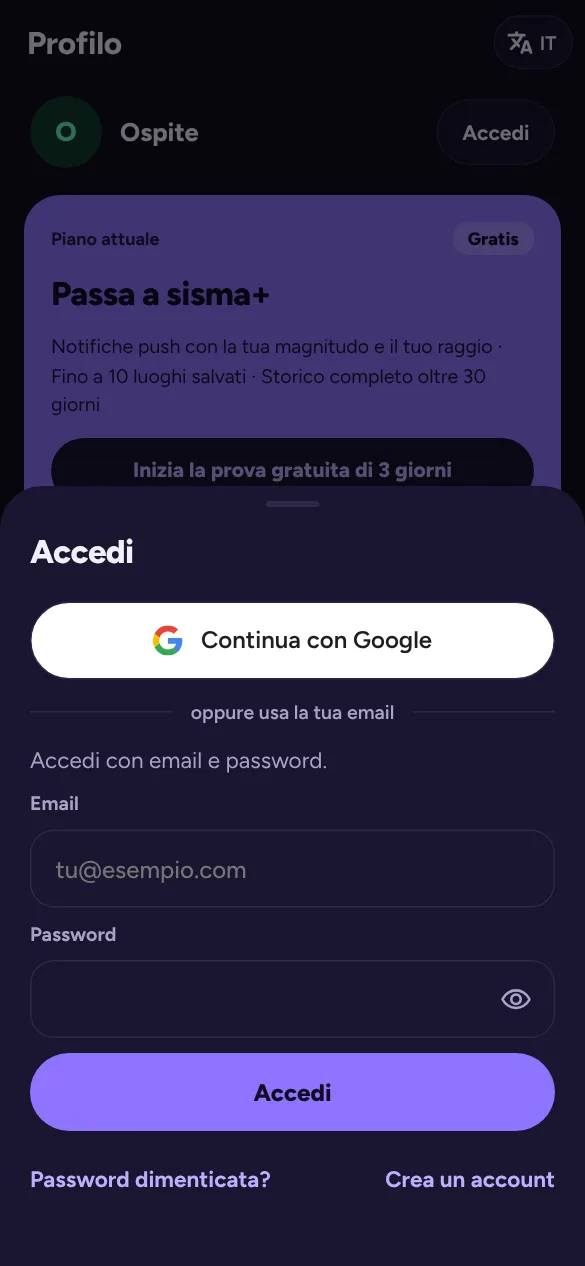 Profilo
IT
O
Ospite
Accedi
Piano attuale
Gratis
Passa a sisma+
Notifiche push con la tua magnitudo e il tuo raggio ·
Fino a 10 luoghi salvati · Storico completo oltre 30
giorni
Inizia la prova gratuita di 3 giorni
Accedi
Continua con Google
oppure usa la tua email
Accedi con email e password.
Email
tu@esempio.com
Password
Accedi
Password dimenticata?
Crea un account